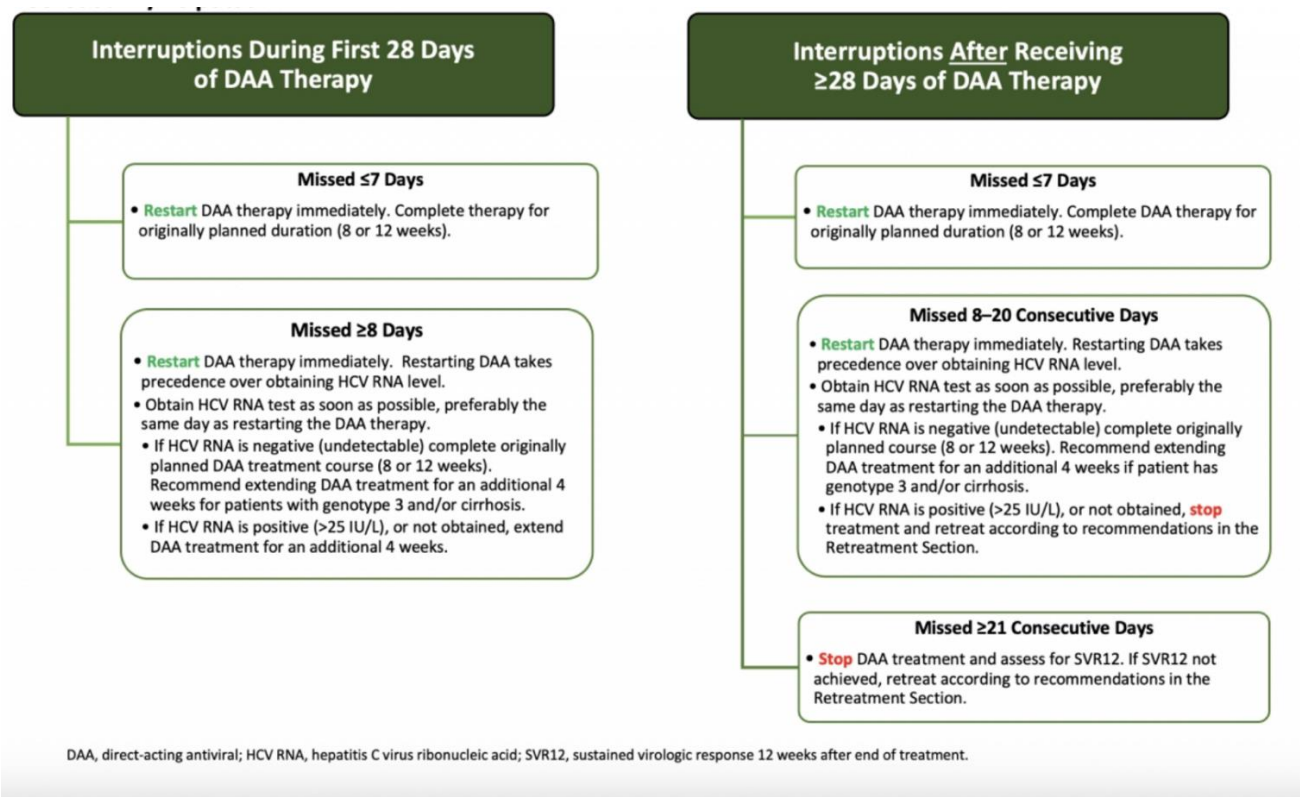 Interruptions During First 28 Days
of DAA Therapy
Missed ≤7 Days
• Restart DAA therapy immediately. Complete therapy for
originally planned duration (8 or 12 weeks).
Missed ≥8 Days
• Restart DAA therapy immediately.  Restarting DAA takes
precedence over obtaining HCV RNA level.
• Obtain HCV RNA test as soon as possible, preferably the
same day as restarting the DAA therapy.
• If HCV RNA is negative (undetectable) complete originally
planned DAA treatment course (8 or 12 weeks).
Recommend extending DAA treatment for an additional 4
weeks for patients with genotype 3 and/or cirrhosis.
• If HCV RNA is positive (>25 IU/L), or not obtained, extend
DAA treatment for an additional 4 weeks.
Interruptions After Receiving
≥28 Days of DAA Therapy
Missed ≤7 Days
• Restart DAA therapy immediately. Complete DAA therapy for
originally planned duration (8 or 12 weeks).
Missed 8–20 Consecutive Days
• Restart DAA therapy immediately. Restarting DAA takes
precedence over obtaining HCV RNA level.
• Obtain HCV RNA test as soon as possible, preferably the
same day as restarting the DAA therapy.
• If HCV RNA is negative (undetectable) complete originally
planned course (8 or 12 weeks). Recommend extending
DAA treatment for an additional 4 weeks if patient has
genotype 3 and/or cirrhosis.
• If HCV RNA is positive (>25 IU/L), or not obtained, stop
treatment and retreat according to recommendations in the
Retreatment Section.
Missed ≥21 Consecutive Days
• Stop DAA treatment and assess for SVR12. If SVR12 not
achieved, retreat according to recommendations in the
Retreatment Section.
DAA, direct-acting antiviral; HCV RNA, hepatitis C virus ribonucleic acid; SVR12, sustained virologic response 12 weeks after end of treatment.